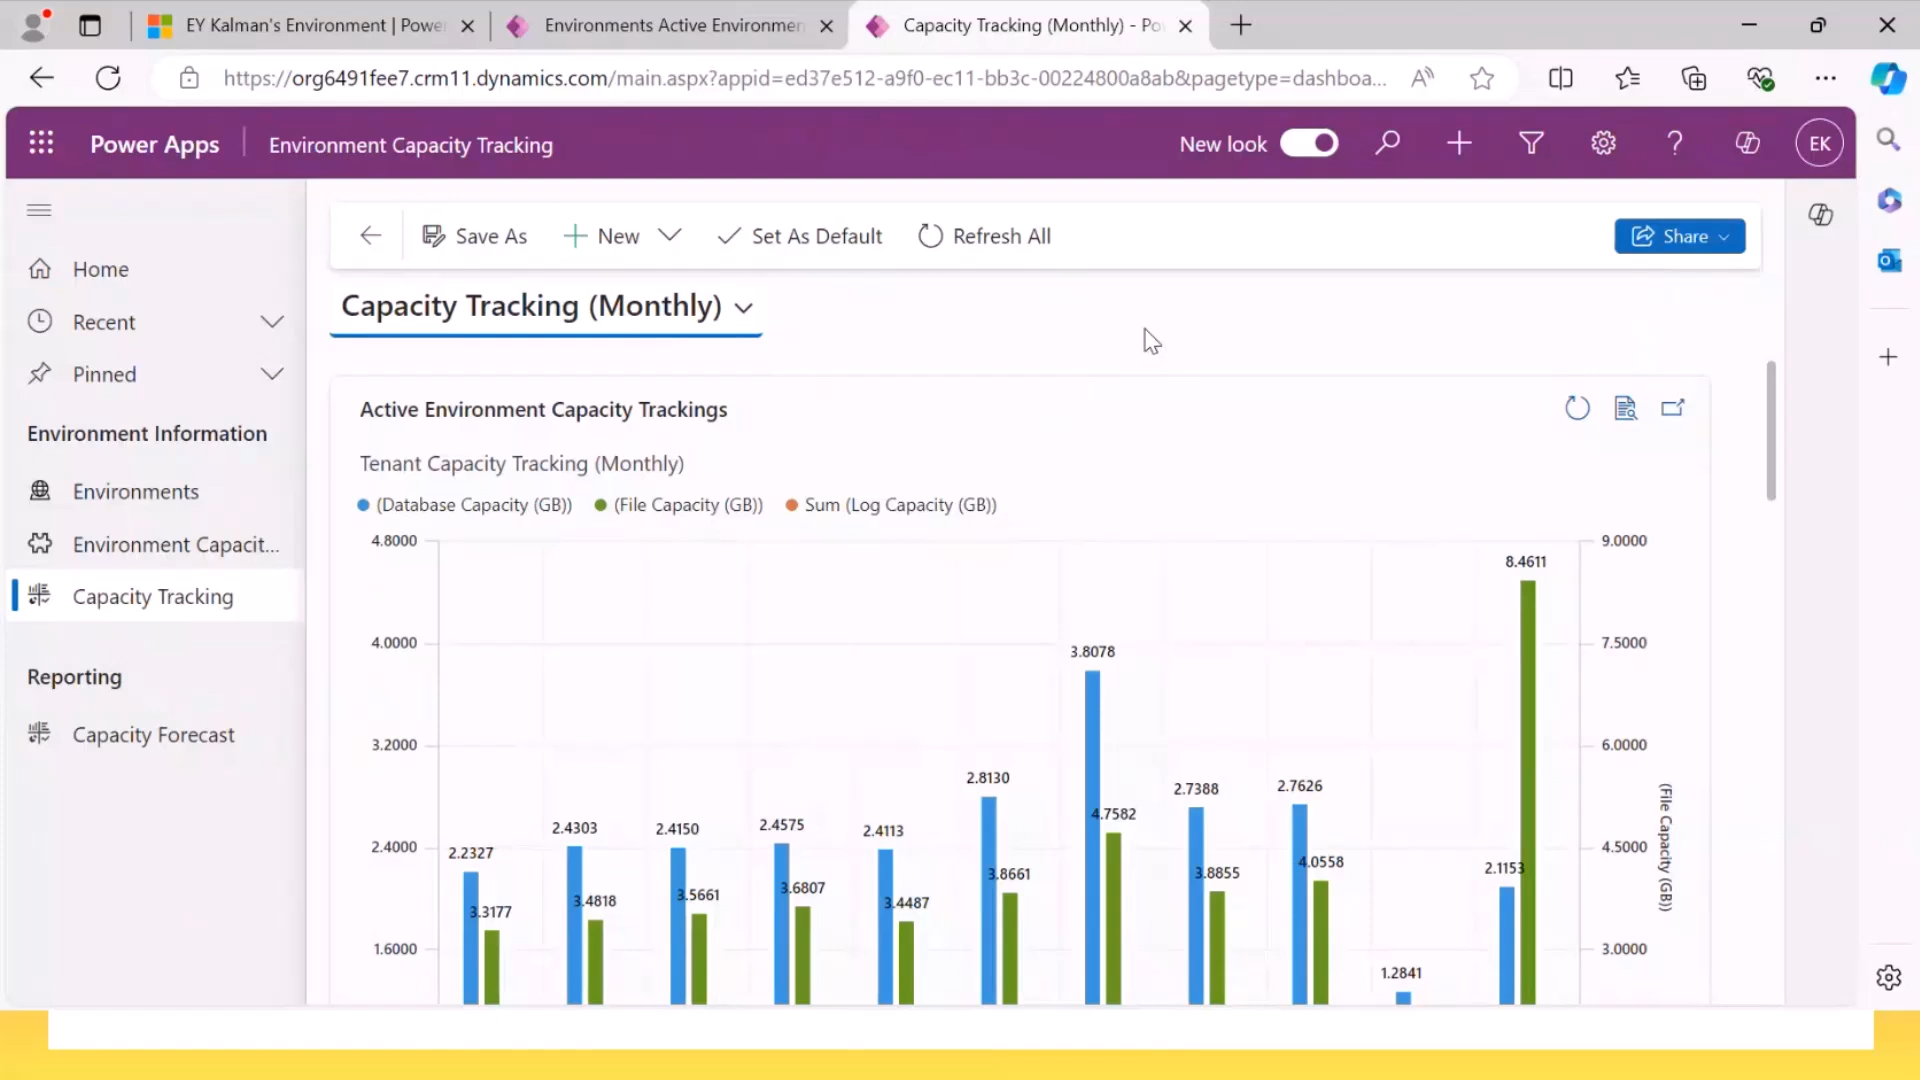 EY Kalman's Environment | Power
Environments Active Environmen
Capacity Tracking (Monthly) - Po
https://org6491fee7.crm11.dynamics.com/main.aspx?appid=ed37e512-a9f0-ec11-bb3c-00224800a8ab&pagetype=dashboa...
Power Apps
Environment Capacity Tracking
New look
EK
Home
Recent
Pinned
Environment Information
Environments
Environment Capacit...
Capacity Tracking
Reporting
Capacity Forecast
Save As
New
Set As Default
Refresh All
Share
Capacity Tracking (Monthly)
Active Environment Capacity Trackings
Tenant Capacity Tracking (Monthly)
(Database Capacity (GB)) (File Capacity (GB)) Sum (Log Capacity (GB))
4.8000
4.0000
3.2000
2.4000
1.6000
2.2327
3.3177
2.4303
3.4818
2.4150
3.5661
2.4575
3.6807
2.4113
3.4487
2.8130
3.8661
3.8078
4.7582
2.7388
3.8855
2.7626
4.0558
1.2841
2.1153
8.4611
9.0000
7.5000
6.0000
4.5000
3.0000
(File Capacity (GB))